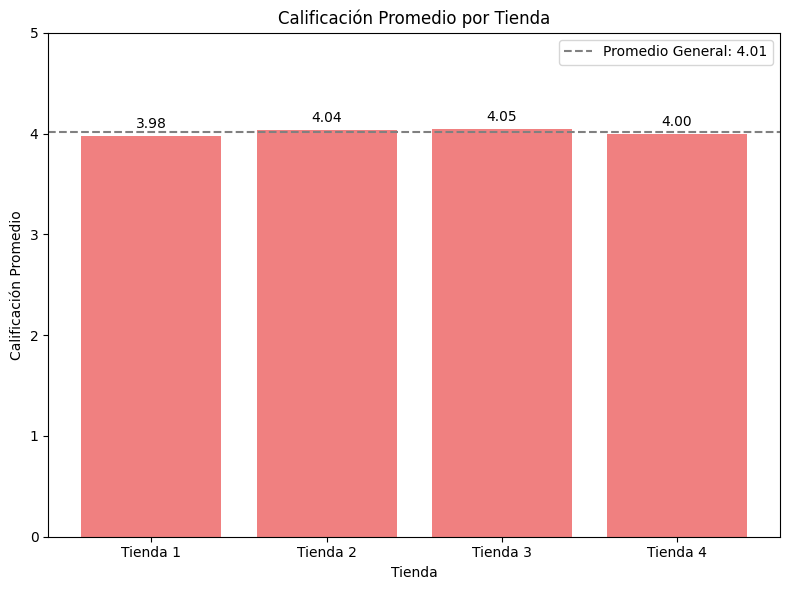 Calificación Promedio por Tienda
Promedio General: 4.01
Calificación Promedio
5
4
3
2
1
0
3.98
4.04
4.05
4.00
Tienda 1
Tienda 2
Tienda 3
Tienda 4
Tienda